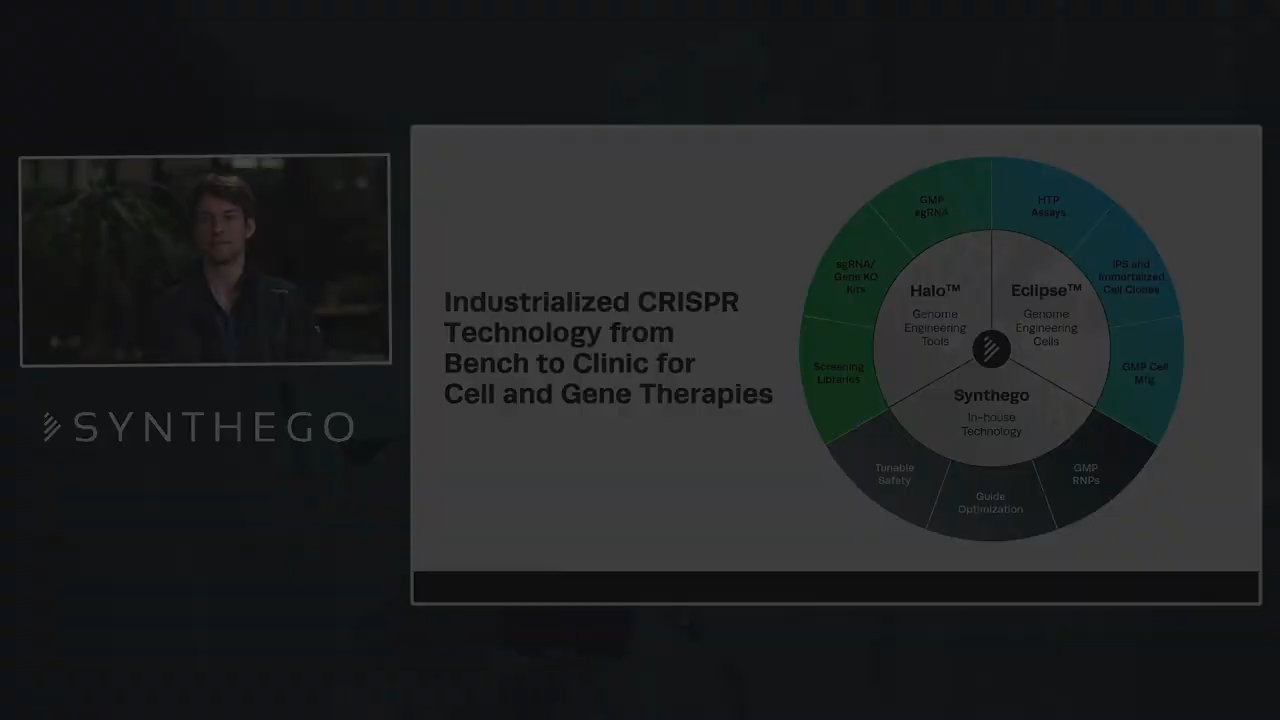 SYNTHEGO
Industrialized CRISPR
Technology from
Bench to Clinic for
Cell and Gene Therapies
GMP
sgRNA
HTP
Assays
sgRNA/
Gene KO
Kits
IPS and
Immortalized
Cell Clones
Screening
Libraries
GMP Cell
Mfg.
Halo™
Genome
Engineering
Tools
Eclipse™
Genome
Engineering
Cells
Synthego
In-house
Technology
Tunable
Safety
Guide
Optimization
GMP
RNPs